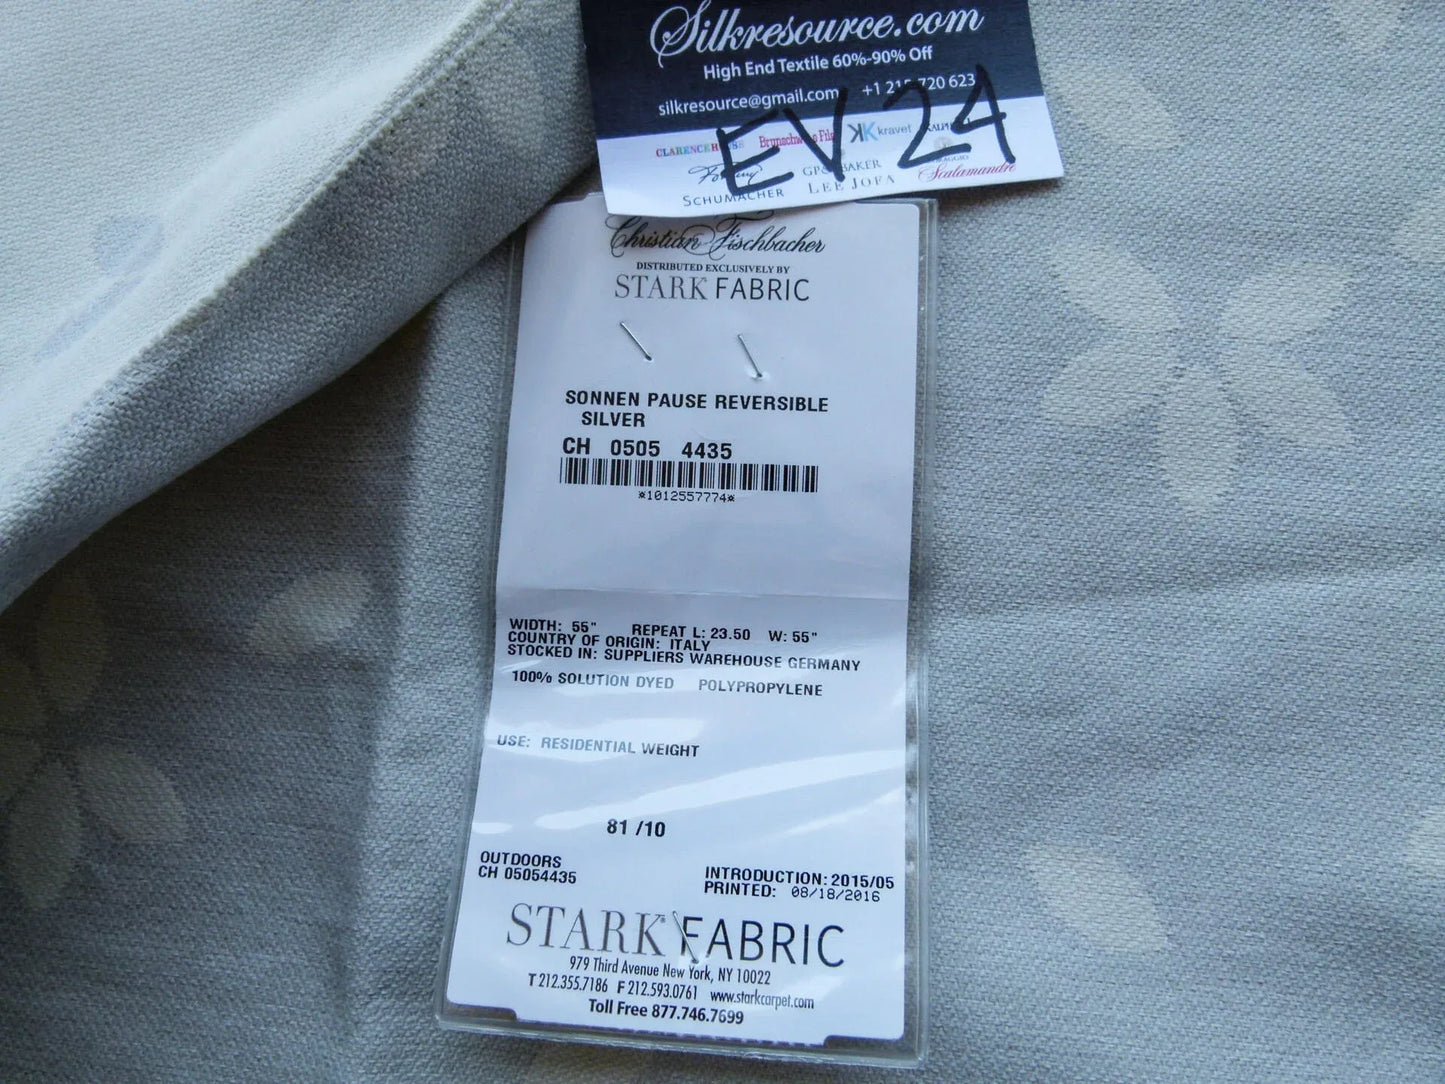 Silkresource.com
High End Textile 60%-90% Off
silkresource@gmail.com +1 215 720 623
EV 24
kravet
LEE JOFA
SCHUMACHER
Scalamandre
Christian Fischbacher
DISTRIBUTED EXCLUSIVELY BY
STARK FABRIC
SONNEN PAUSE REVERSIBLE
SILVER
CH 0505 4435
*1012557774*
WIDTH: 55" REPEAT L: 23.50 W: 55"
COUNTRY OF ORIGIN: ITALY
STOCKED IN: SUPPLIERS WAREHOUSE GERMANY
100% SOLUTION DYED POLYPROPYLENE
USE: RESIDENTIAL WEIGHT
81 /10
OUTDOORS
CH 05054435
INTRODUCTION: 2015/05
PRINTED: 08/18/2016
STARK® FABRIC
979 Third Avenue New York, NY 10022
T 212.355.7186 F 212.593.0761 www.starkcarpet.com
Toll Free 877.746.7699